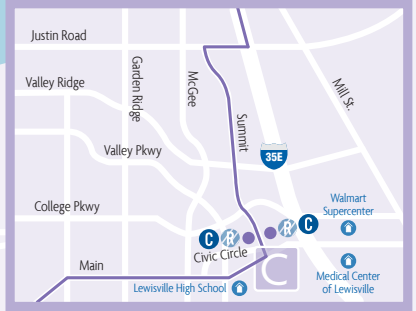 Justin Road
Valley Ridge
Garden Ridge
McGee
Mill St.
Summit
35E
Valley Pkwy
College Pkwy
Walmart
Supercenter
C
C
Civic Circle
Main
C
Medical Center
of Lewisville
Lewisville High School